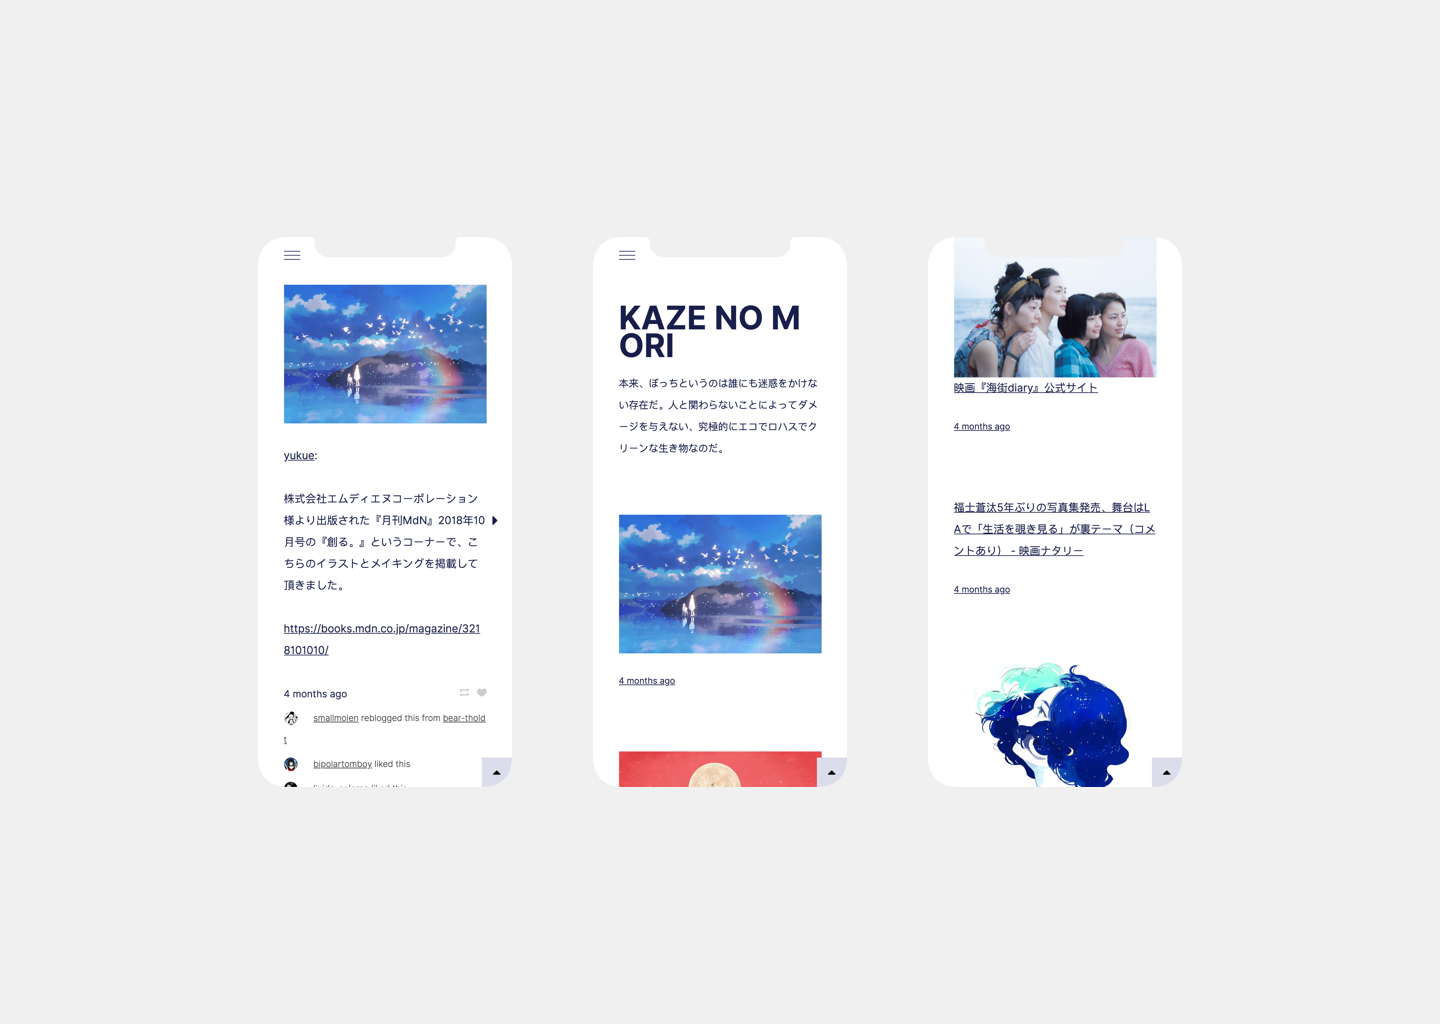 yukue:
株式会社エムディエヌコーポレーション
様より出版された『月刊MdN』2018年10
月号の『創る。』というコーナーで、こ
ちらのイラストとメイキングを掲載して
頂きました。
https://books.mdn.co.jp/magazine/321
8101010/
4 months ago
smallmolen reblogged this from bear-thold
t
bipolartomboy liked this
KAZE NO M
ORI
本来、ぼっちというのは誰にも迷惑をかけな
い存在だ。人と関わらないことによってダメ
ージを与えない、究極的にエコでロハスでク
リーンな生き物なのだ。
4 months ago
映画『海街diary』公式サイト
4 months ago
福士蒼汰5年ぶりの写真集発売、舞台はL
Aで「生活を覗き見る」が裏テーマ（コメ
ントあり） - 映画ナタリー
4 months ago